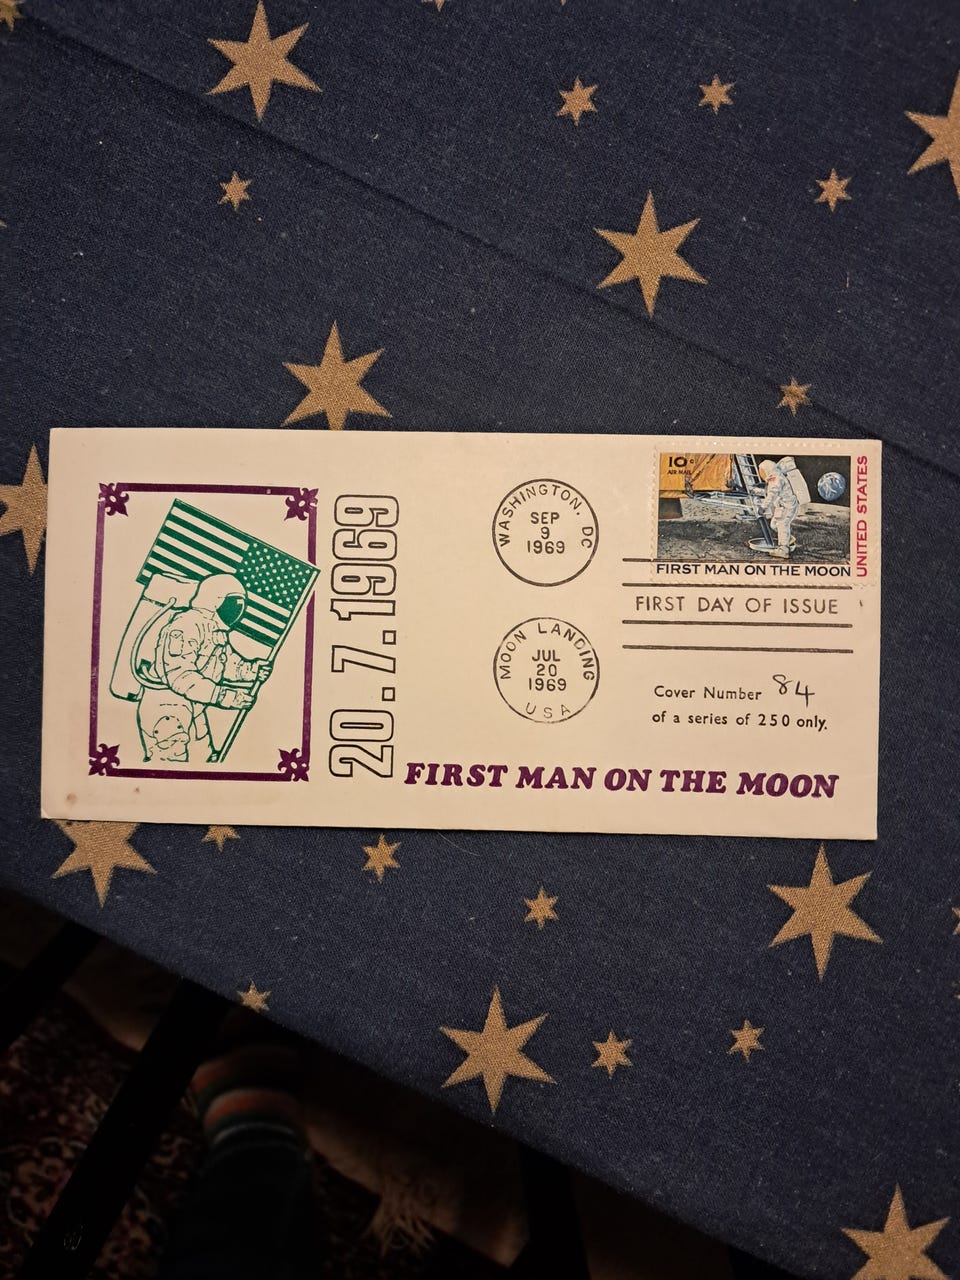 10c
AIR MAIL
UNITED STATES
FIRST MAN ON THE MOON
WASHINGTON, DC
SEP
9
1969
FIRST DAY OF ISSUE
MOON LANDING
JUL
20
1969
USA
Cover Number 84
of a series of 250 only.
20.7.1969
FIRST MAN ON THE MOON